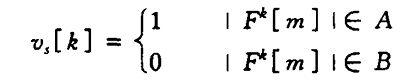 v_s[k] = { 1 | F^k[m] | ∈ A
0 | F^k[m] | ∈ B